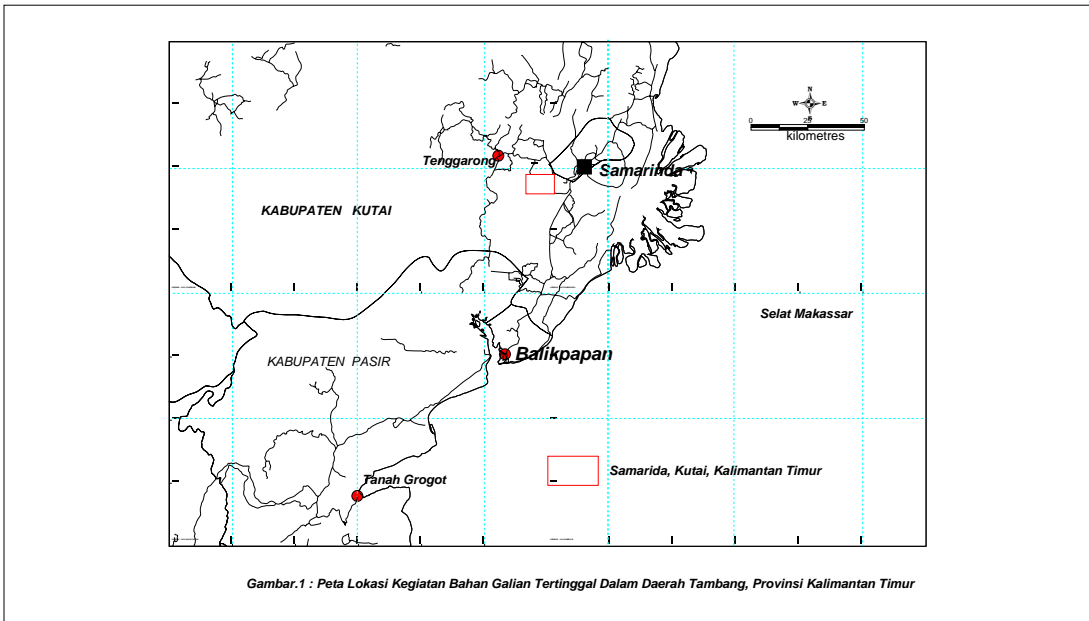 N
W E
S
0 25 50
kilometres
Tenggarong
Samarinda
KABUPATEN KUTAI
Selat Makassar
Balikpapan
KABUPATEN PASIR
Samarida, Kutai, Kalimantan Timur
Tanah Grogot
Gambar.1 : Peta Lokasi Kegiatan Bahan Galian Tertinggal Dalam Daerah Tambang, Provinsi Kalimantan Timur